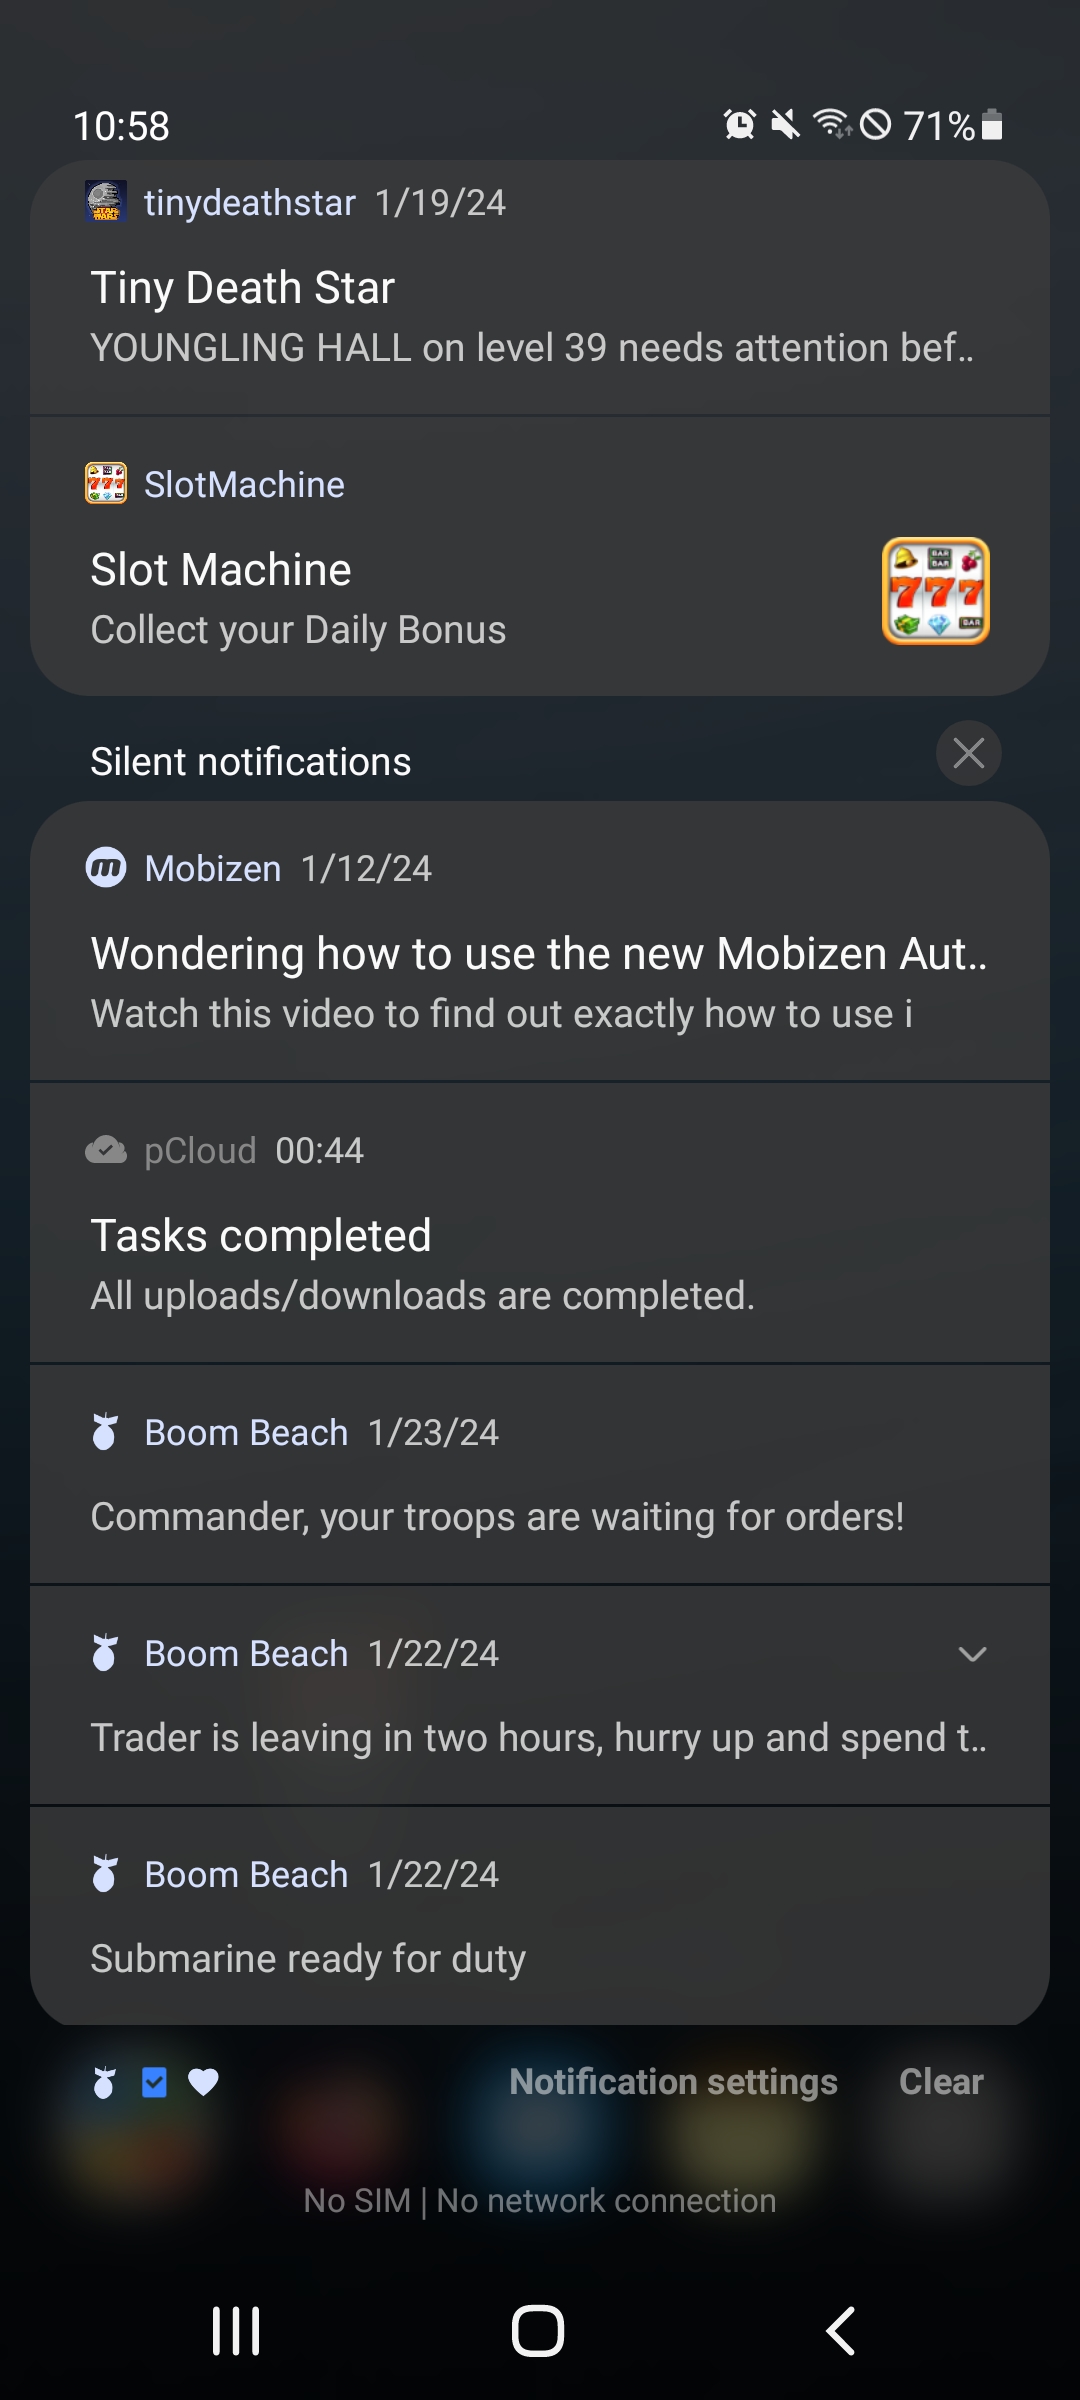 10:58
71%
tinydeathstar 1/19/24
Tiny Death Star
YOUNGLING HALL on level 39 needs attention bef..
SlotMachine
Slot Machine
Collect your Daily Bonus
BAR
BAR
777
BAR
Silent notifications
Mobizen 1/12/24
Wondering how to use the new Mobizen Aut..
Watch this video to find out exactly how to use i
pCloud 00:44
Tasks completed
All uploads/downloads are completed.
Boom Beach 1/23/24
Commander, your troops are waiting for orders!
Boom Beach 1/22/24
Trader is leaving in two hours, hurry up and spend t..
Boom Beach 1/22/24
Submarine ready for duty
Notification settings Clear
No SIM | No network connection